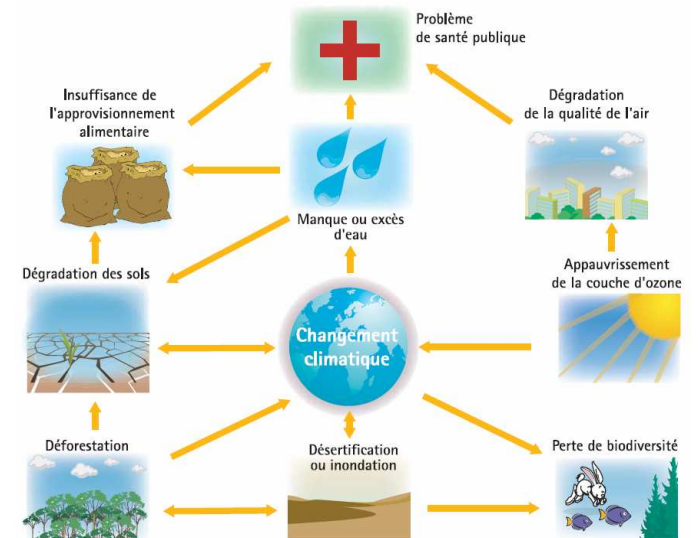 Problème
de santé publique
Insuffisance de
l'approvisionnement
alimentaire
Dégradation
de la qualité de l'air
Manque ou excès
d'eau
Dégradation des sols
Appauvrissement
de la couche d'ozone
Changement
climatique
Déforestation
Désertification
ou inondation
Perte de biodiversité